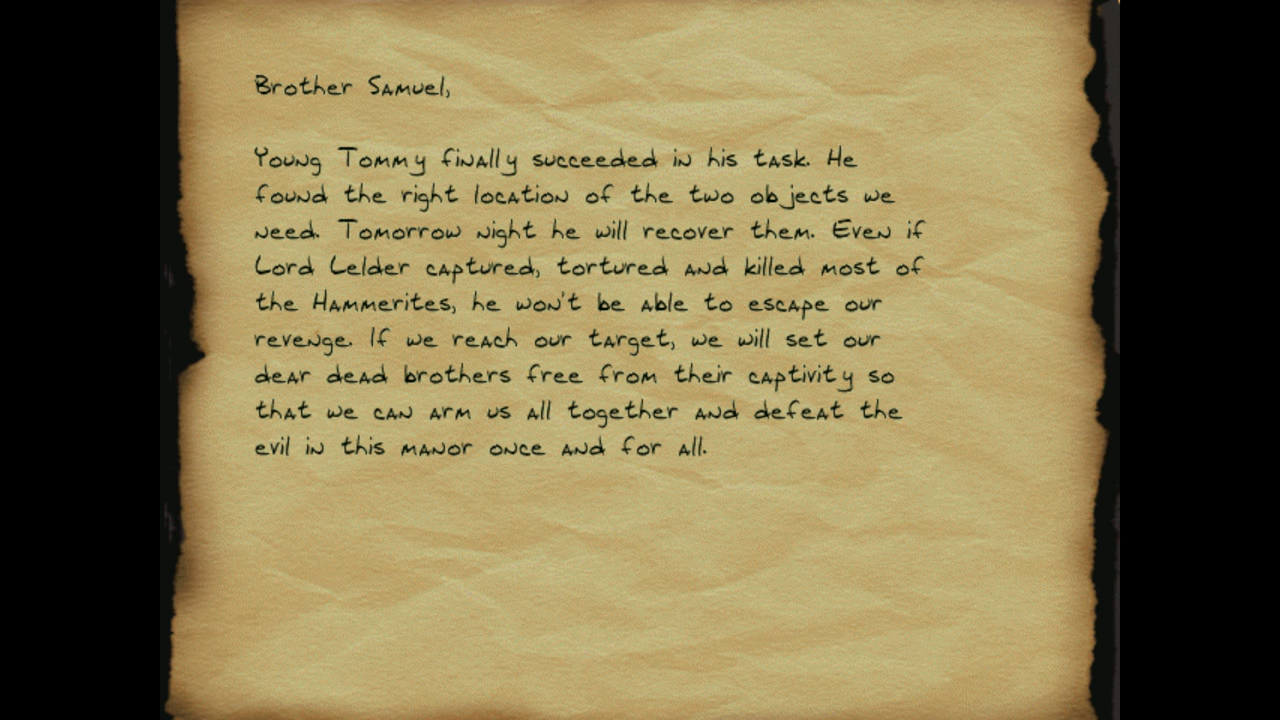 Brother Samuel,
Young Tommy finally succeeded in his task. He
found the right location of the two objects we
need. Tomorrow night he will recover them. Even if
Lord Lelder captured, tortured and killed most of
the Hammerites, he won't be able to escape our
revenge. If we reach our target, we will set our
dear dead brothers free from their captivity so
that we can arm us all together and defeat the
evil in this manor once and for all.